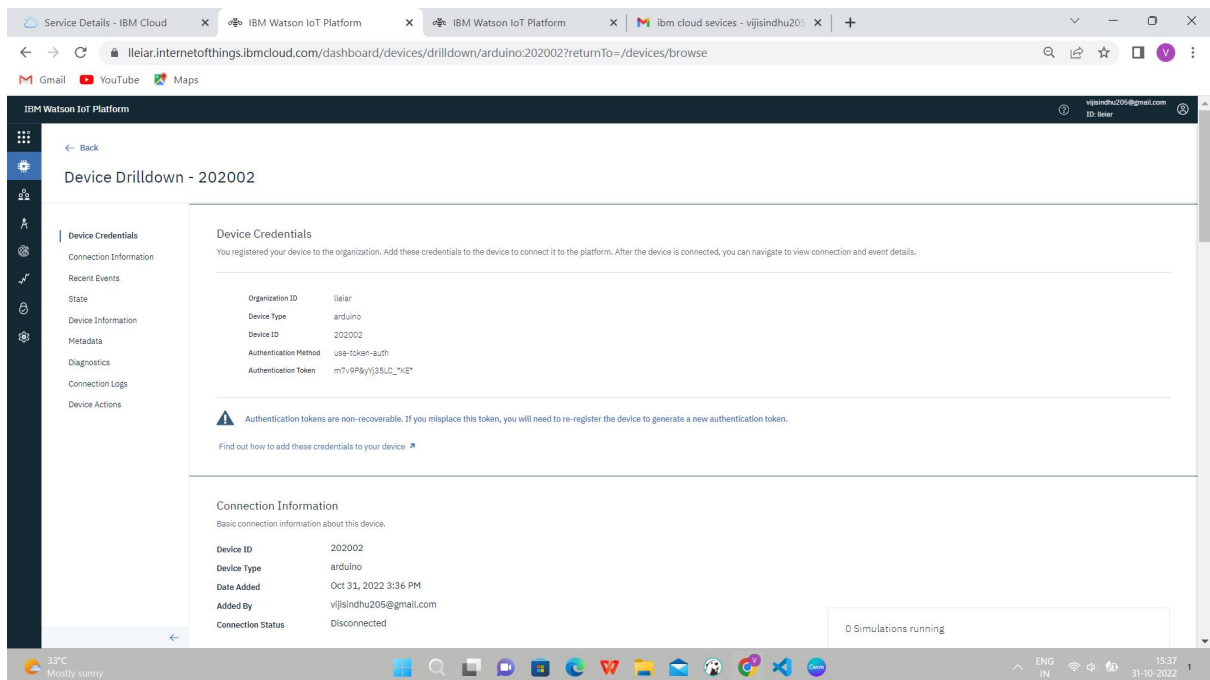 Service Details - IBM Cloud
IBM Watson IoT Platform
IBM Watson IoT Platform
ibm cloud sevices - vijisindhu205
lleiar.internetofthings.ibmcloud.com/dashboard/devices/drilldown/arduino:202002?returnTo=/devices/browse
V
Gmail
YouTube
Maps
IBM Watson IoT Platform
vijisindhu205@gmail.com
ID: lleiar
Back
Device Drilldown - 202002
Device Credentials
Connection Information
Recent Events
State
Device Information
Metadata
Diagnostics
Connection Logs
Device Actions
Device Credentials
You registered your device to the organization. Add these credentials to the device to connect it to the platform. After the device is connected, you can navigate to view connection and event details.
Organization ID lleiar
Device Type arduino
Device ID 202002
Authentication Method use-token-auth
Authentication Token m7v9P&yYj35LC_*KE*
Authentication tokens are non-recoverable. If you misplace this token, you will need to re-register the device to generate a new authentication token.
Find out how to add these credentials to your device
Connection Information
Basic connection information about this device.
Device ID 202002
Device Type arduino
Date Added Oct 31, 2022 3:36 PM
Added By vijisindhu205@gmail.com
Connection Status Disconnected
0 Simulations running
33°C
Mostly sunny
ENG
IN
15:37
31-10-2022
1